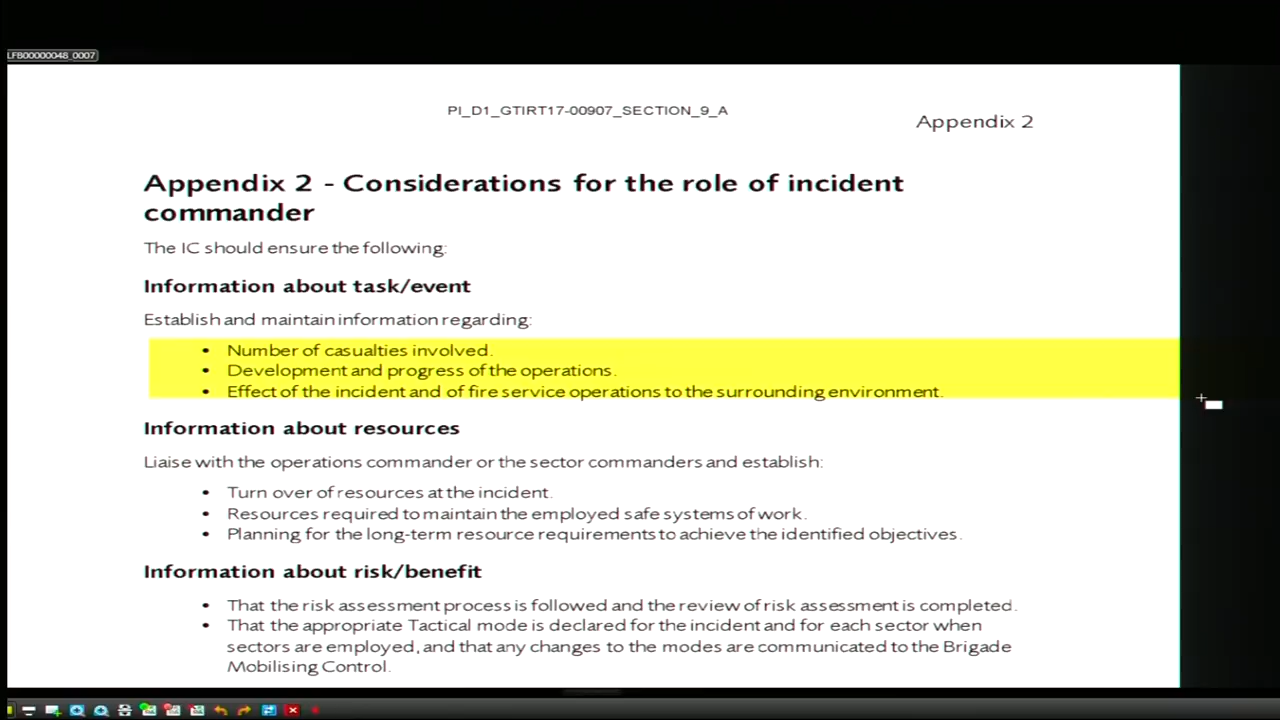 LFB00000048_0007
PI_D1_GTIRT17-00907_SECTION_9_A
Appendix 2
Appendix 2 - Considerations for the role of incident
commander
The IC should ensure the following:
Information about task/event
Establish and maintain information regarding:
• Number of casualties involved.
• Development and progress of the operations.
• Effect of the incident and of fire service operations to the surrounding environment.
Information about resources
Liaise with the operations commander or the sector commanders and establish:
• Turn over of resources at the incident.
• Resources required to maintain the employed safe systems of work.
• Planning for the long-term resource requirements to achieve the identified objectives.
Information about risk/benefit
• That the risk assessment process is followed and the review of risk assessment is completed.
• That the appropriate Tactical mode is declared for the incident and for each sector when
sectors are employed, and that any changes to the modes are communicated to the Brigade
Mobilising Control.